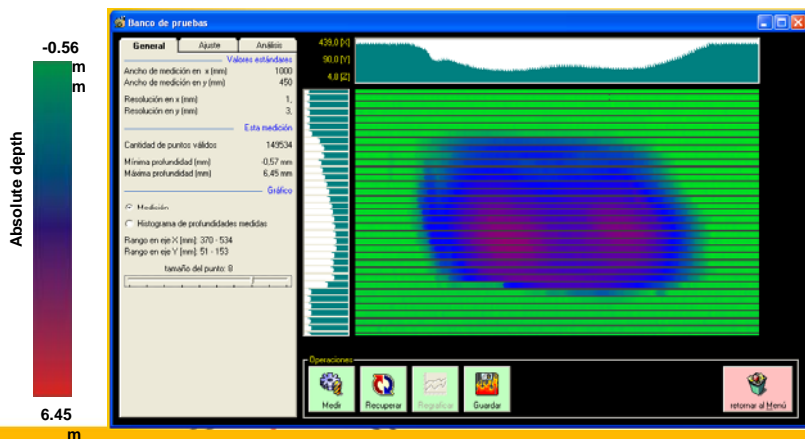 Banco de pruebas
-0.56
m
m
Absolute depth
6.45
m
General
Ajuste
Análisis
Valores estándares
Ancho de medición en x (mm) 1000
Ancho de medición en y (mm) 450
Resolución en x (mm) 1,
Resolución en y (mm) 3,
Esta medición
Cantidad de puntos válidos 149534
Mínima profundidad (mm) -0,57 mm
Máxima profundidad (mm) 6,45 mm
Gráfico
Medición
Histograma de profundidades medidas
Rango en eje X [mm]: 370 - 534
Rango en eje Y [mm]: 51 - 153
tamaño del punto: 8
439,0 [X]
90,0 [Y]
4,8 [Z]
Operaciones
Medir
Recuperar
Regraficar
Guardar
retornar al Menú